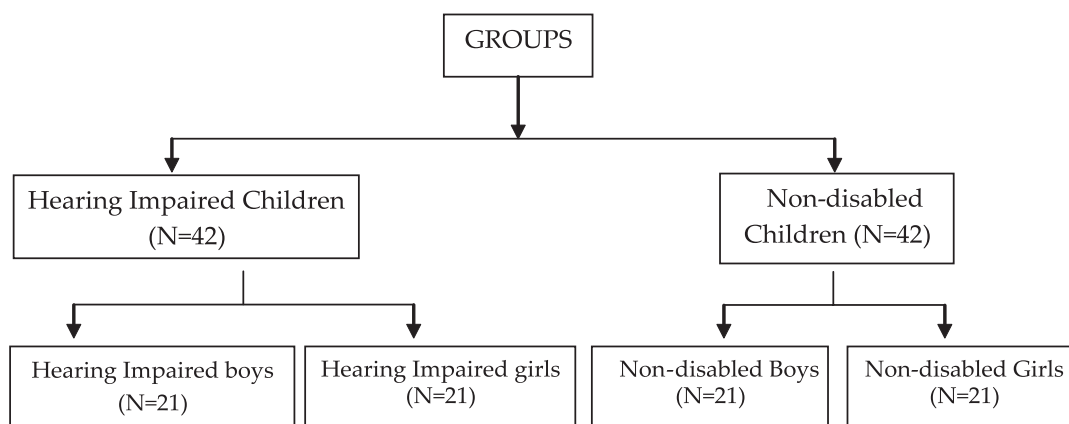 GROUPS
Hearing Impaired Children
(N=42)
Non-disabled
Children (N=42)
Hearing Impaired boys
(N=21)
Hearing Impaired girls
(N=21)
Non-disabled Boys
(N=21)
Non-disabled Girls
(N=21)